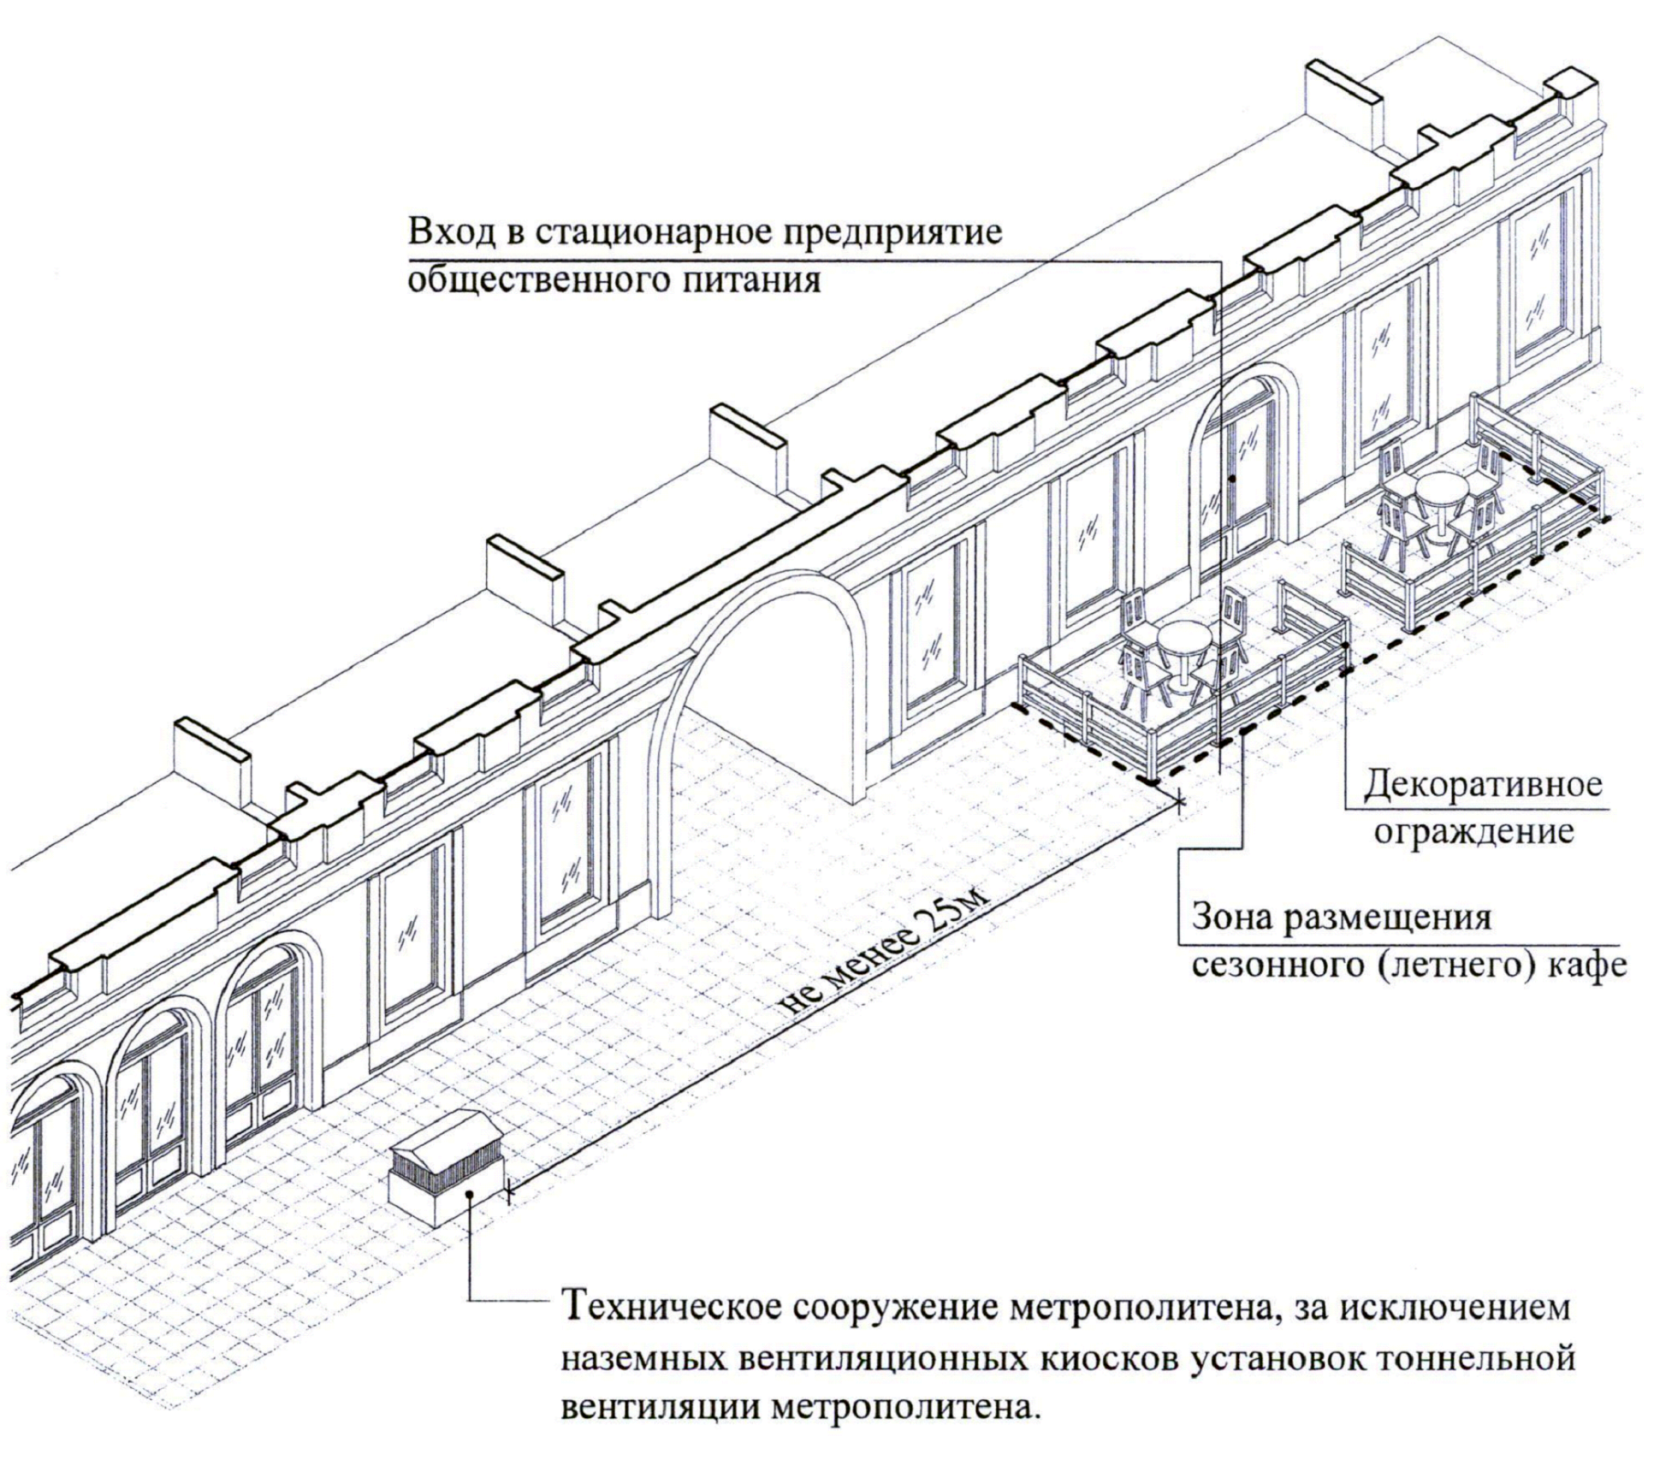 Вход в стационарное предприятие
общественного питания
Декоративное
ограждение
Зона размещения
сезонного (летнего) кафе
не менее 25м
Техническое сооружение метрополитена, за исключением
наземных вентиляционных киосков установок тоннельной
вентиляции метрополитена.